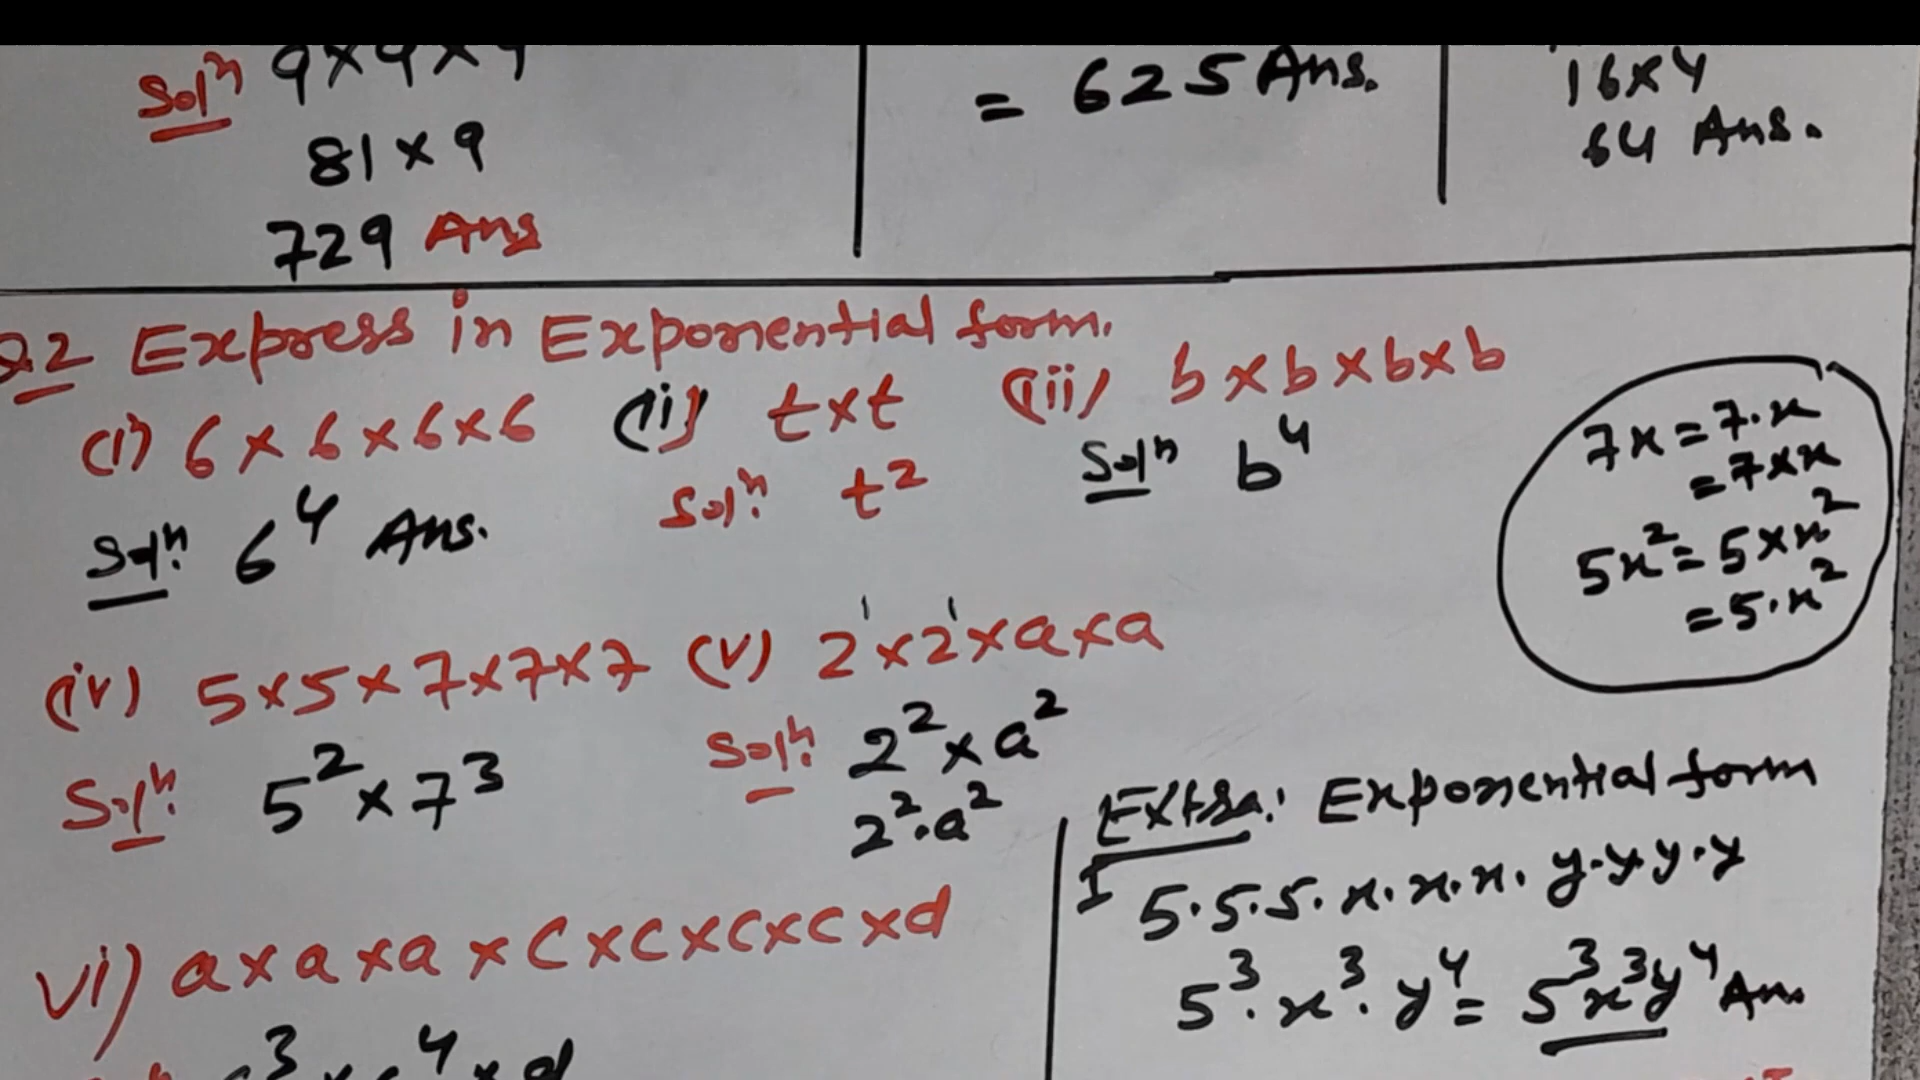 Solⁿ 9×9×9
81×9
729 Ans
= 625 Ans.
16×4
64 Ans.
Q2 Express in Exponential form.
(i) 6×6×6×6 (ii) t×t (iii) b×b×b×b
Solⁿ. 6⁴ Ans. Solⁿ. t² Solⁿ b⁴
7x = 7·x
= 7×x
5x² = 5×x²
= 5·x²
(iv) 5×5×7×7×7 (v) 2¹×2¹×a×a
Solⁿ. 5²×7³ Solⁿ. 2²×a²
2²·a²
vi) a×a×a×c×c×c×c×d
Extra: Exponential form
I 5·5·5·x·x·x·y·y·y·y
5³·x³·y⁴ = 5³x³y⁴ Ans